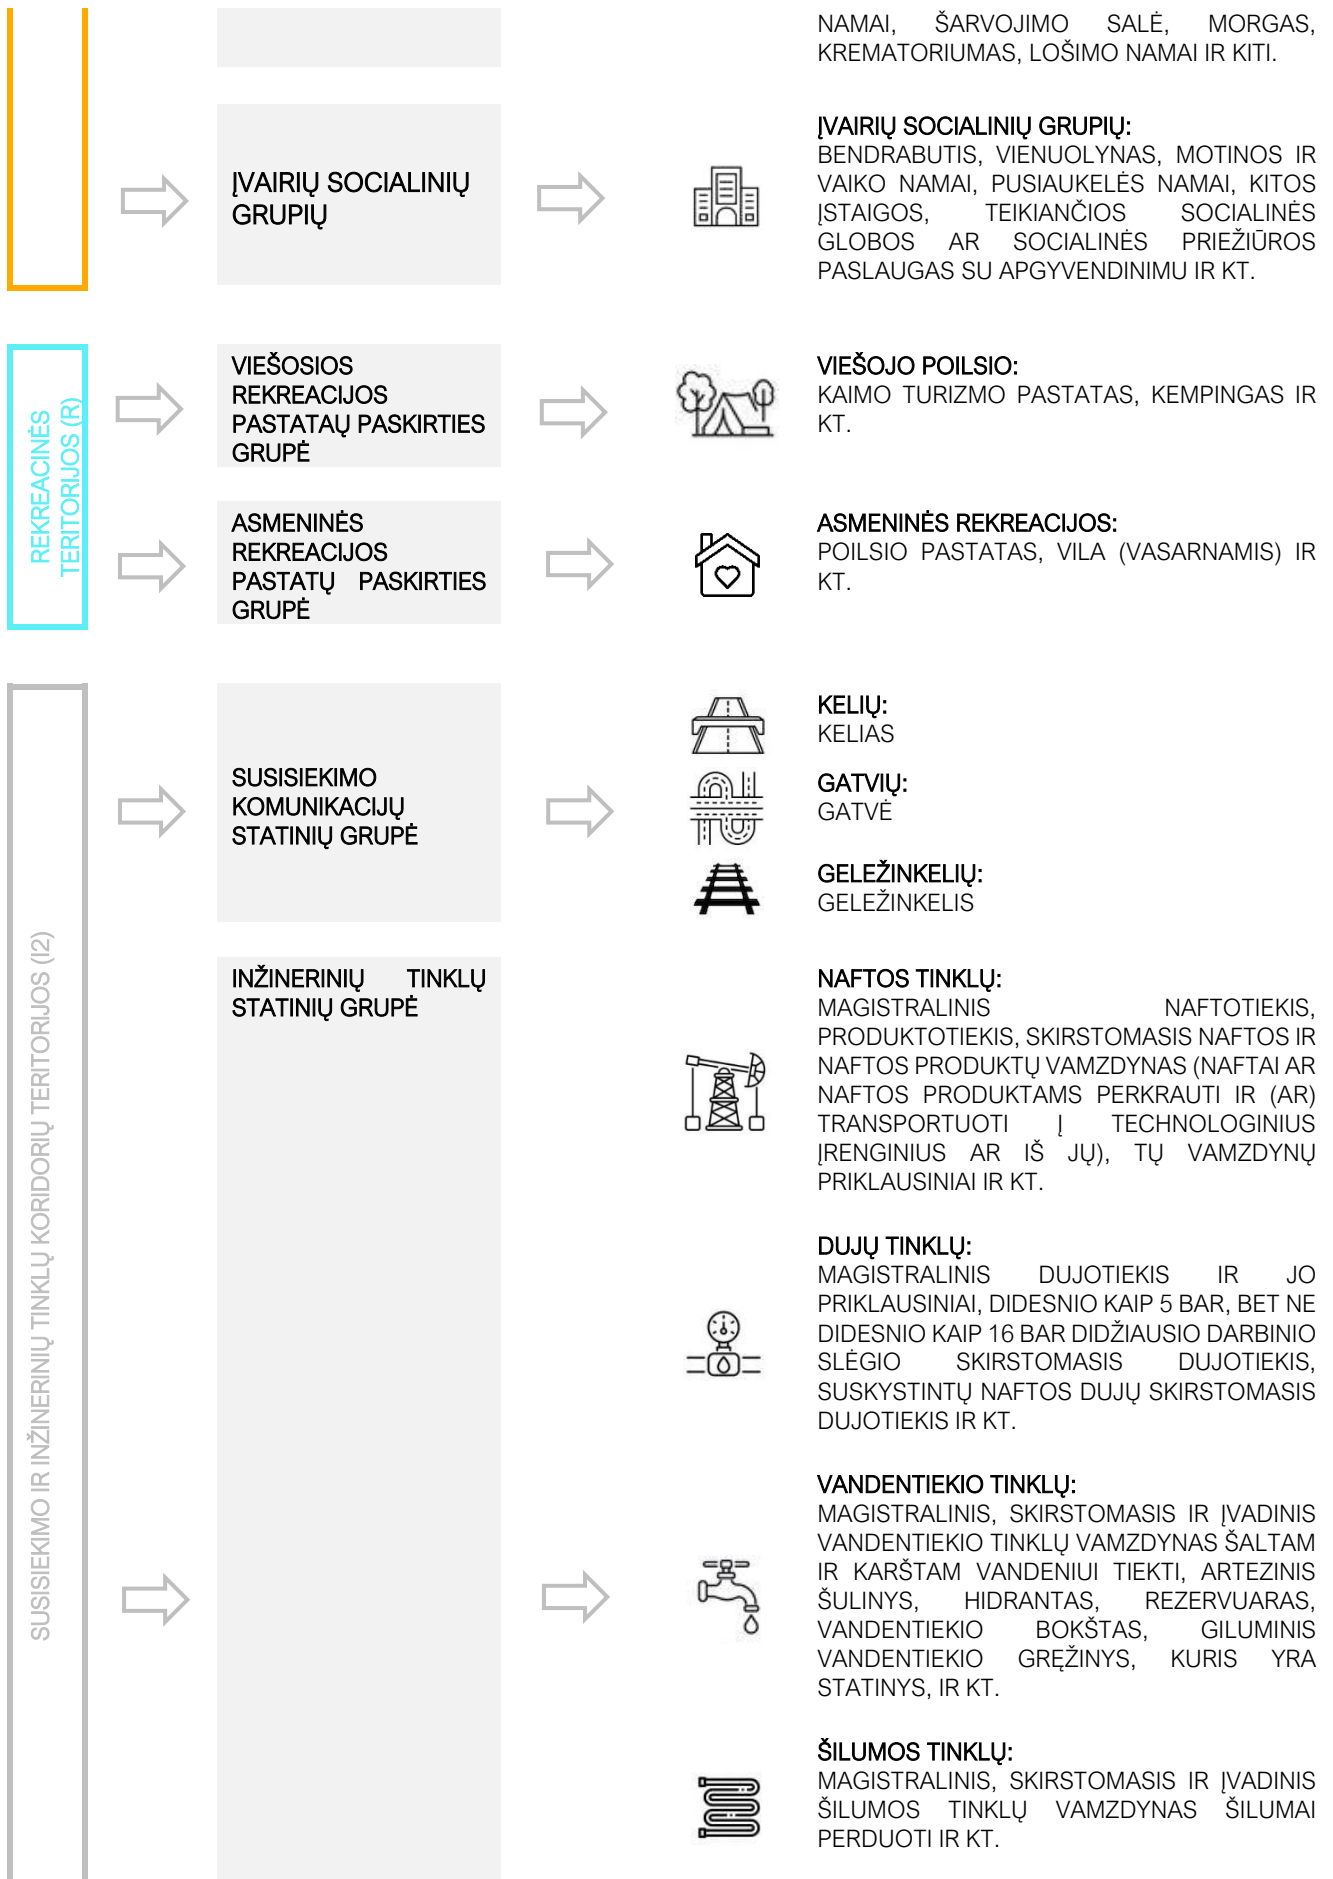 NAMAI, ŠARVOJIMO SALĖ, MORGAS,
KREMATORIUMAS, LOŠIMO NAMAI IR KITI.
ĮVAIRIŲ SOCIALINIŲ
GRUPIŲ
ĮVAIRIŲ SOCIALINIŲ GRUPIŲ:
BENDRABUTIS, VIENUOLYNAS, MOTINOS IR
VAIKO NAMAI, PUSIAUKELĖS NAMAI, KITOS
ĮSTAIGOS, TEIKIANČIOS SOCIALINĖS
GLOBOS AR SOCIALINĖS PRIEŽIŪROS
PASLAUGAS SU APGYVENDINIMU IR KT.
REKREACINĖS
TERITORIJOS (R)
VIEŠOSIOS
REKREACIJOS
PASTATAŲ PASKIRTIES
GRUPĖ
VIEŠOJO POILSIO:
KAIMO TURIZMO PASTATAS, KEMPINGAS IR
KT.
ASMENINĖS
REKREACIJOS
PASTATŲ PASKIRTIES
GRUPĖ
ASMENINĖS REKREACIJOS:
POILSIO PASTATAS, VILA (VASARNAMIS) IR
KT.
SUSISIEKIMO IR INŽINERINIŲ TINKLŲ KORIDORIŲ TERITORIJOS (I2)
SUSISIEKIMO
KOMUNIKACIJŲ
STATINIŲ GRUPĖ
KELIŲ:
KELIAS
GATVIŲ:
GATVĖ
GELEŽINKELIŲ:
GELEŽINKELIS
INŽINERINIŲ TINKLŲ
STATINIŲ GRUPĖ
NAFTOS TINKLŲ:
MAGISTRALINIS NAFTOTIEKIS,
PRODUKTOTIEKIS, SKIRSTOMASIS NAFTOS IR
NAFTOS PRODUKTŲ VAMZDYNAS (NAFTAI AR
NAFTOS PRODUKTAMS PERKRAUTI IR (AR)
TRANSPORTUOTI Į TECHNOLOGINIUS
ĮRENGINIUS AR IŠ JŲ), TŲ VAMZDYNŲ
PRIKLAUSINIAI IR KT.
DUJŲ TINKLŲ:
MAGISTRALINIS DUJOTIEKIS IR JO
PRIKLAUSINIAI, DIDESNIO KAIP 5 BAR, BET NE
DIDESNIO KAIP 16 BAR DIDŽIAUSIO DARBINIO
SLĖGIO SKIRSTOMASIS DUJOTIEKIS,
SUSKYSTINTŲ NAFTOS DUJŲ SKIRSTOMASIS
DUJOTIEKIS IR KT.
VANDENTIEKIO TINKLŲ:
MAGISTRALINIS, SKIRSTOMASIS IR ĮVADINIS
VANDENTIEKIO TINKLŲ VAMZDYNAS ŠALTAM
IR KARŠTAM VANDENIUI TIEKTI, ARTEZINIS
ŠULINYS, HIDRANTAS, REZERVUARAS,
VANDENTIEKIO BOKŠTAS, GILUMINIS
VANDENTIEKIO GRĘŽINYS, KURIS YRA
STATINYS, IR KT.
ŠILUMOS TINKLŲ:
MAGISTRALINIS, SKIRSTOMASIS IR ĮVADINIS
ŠILUMOS TINKLŲ VAMZDYNAS ŠILUMAI
PERDUOTI IR KT.